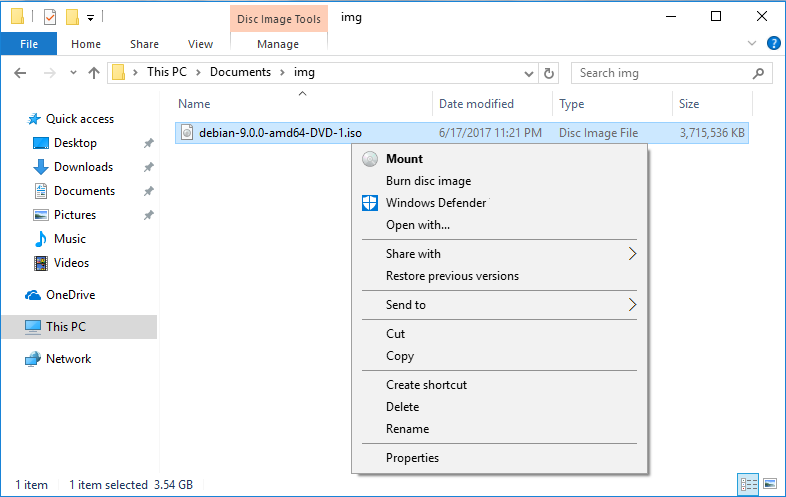 Disc Image Tools
img
File
Home
Share
View
Manage
This PC
Documents
img
Search img
Name
Date modified
Type
Size
debian-9.0.0-amd64-DVD-1.iso
6/17/2017 11:21 PM
Disc Image File
3,715,536 KB
Quick access
Desktop
Downloads
Documents
Pictures
Music
Videos
OneDrive
This PC
Network
Mount
Burn disc image
Windows Defender
Open with...
Share with
Restore previous versions
Send to
Cut
Copy
Create shortcut
Delete
Rename
Properties
1 item
1 item selected 3.54 GB